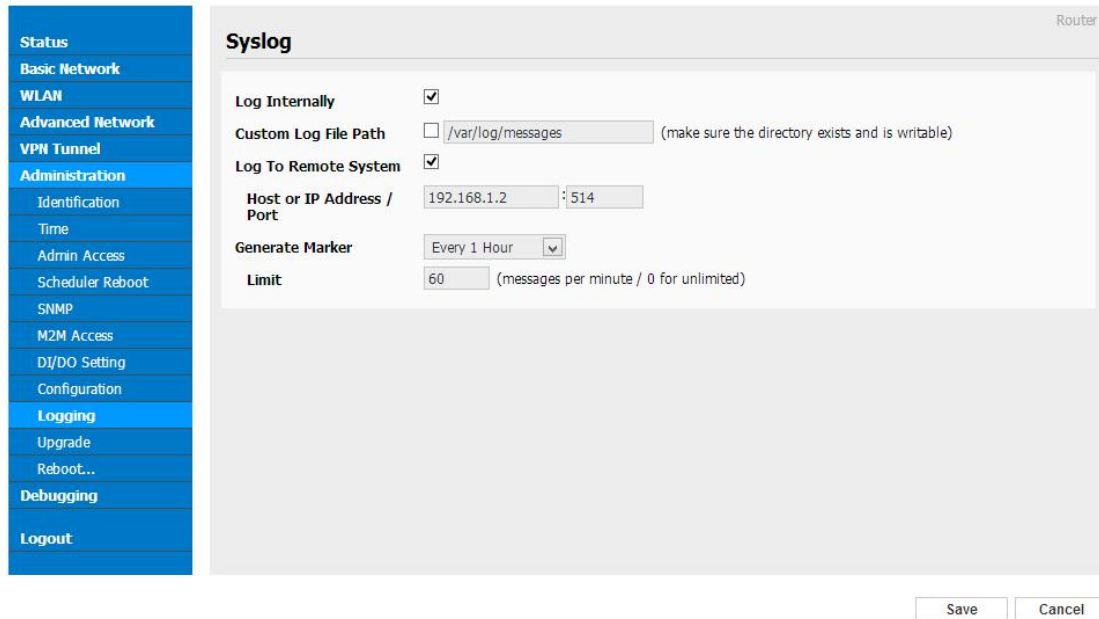 Router
Status
Basic Network
WLAN
Advanced Network
VPN Tunnel
Administration
Identification
Time
Admin Access
Scheduler Reboot
SNMP
M2M Access
DI/DO Setting
Configuration
Logging
Upgrade
Reboot...
Debugging
Logout
Syslog
Log Internally
Custom Log File Path /var/log/messages (make sure the directory exists and is writable)
Log To Remote System
Host or IP Address / Port 192.168.1.2 : 514
Generate Marker Every 1 Hour
Limit 60 (messages per minute / 0 for unlimited)
Save Cancel